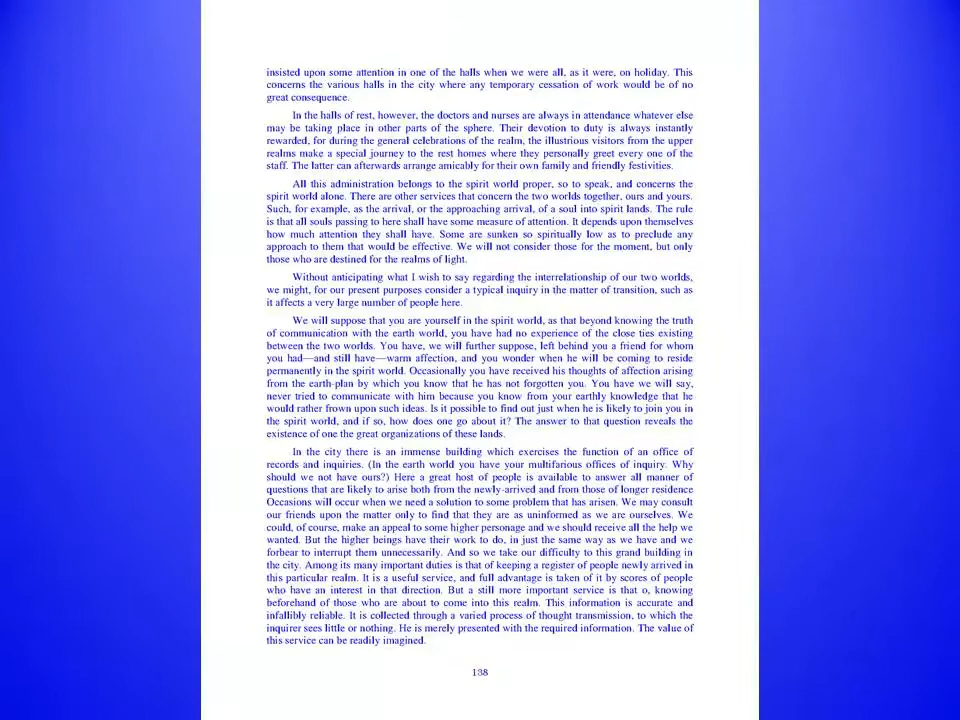 insisted upon some attention in one of the halls when we were all, as it were, on holiday. This
concerns the various halls in the city where any temporary cessation of work would be of no
great consequence.
In the halls of rest, however, the doctors and nurses are always in attendance whatever else
may be taking place in other parts of the sphere. Their devotion to duty is always instantly
rewarded, for during the general celebrations of the realm, the illustrious visitors from the upper
realms make a special journey to the rest homes where they personally greet every one of the
staff. The latter can afterwards arrange amicably for their own family and friendly festivities.
All this administration belongs to the spirit world proper, so to speak, and concerns the
spirit world alone. There are other services that concern the two worlds together, ours and yours.
Such, for example, as the arrival, or the approaching arrival, of a soul into spirit lands. The rule
is that all souls passing to here shall have some measure of attention. It depends upon themselves
how much attention they shall have. Some are sunken so spiritually low as to preclude any
approach to them that would be effective. We will not consider those for the moment, but only
those who are destined for the realms of light.
Without anticipating what I wish to say regarding the interrelationship of our two worlds,
we might, for our present purposes consider a typical inquiry in the matter of transition, such as
it affects a very large number of people here.
We will suppose that you are yourself in the spirit world, as that beyond knowing the truth
of communication with the earth world, you have had no experience of the close ties existing
between the two worlds. You have, we will further suppose, left behind you a friend for whom
you had—and still have—warm affection, and you wonder when he will be coming to reside
permanently in the spirit world. Occasionally you have received his thoughts of affection arising
from the earth-plan by which you know that he has not forgotten you. You have we will say,
never tried to communicate with him because you know from your earthly knowledge that he
would rather frown upon such ideas. Is it possible to find out just when he is likely to join you in
the spirit world, and if so, how does one go about it? The answer to that question reveals the
existence of one the great organizations of these lands.
In the city there is an immense building which exercises the function of an office of
records and inquiries. (In the earth world you have your multifarious offices of inquiry. Why
should we not have ours?) Here a great host of people is available to answer all manner of
questions that are likely to arise both from the newly-arrived and from those of longer residence
Occasions will occur when we need a solution to some problem that has arisen. We may consult
our friends upon the matter only to find that they are as uninformed as we are ourselves. We
could, of course, make an appeal to some higher personage and we should receive all the help we
wanted. But the higher beings have their work to do, in just the same way as we have and we
forbear to interrupt them unnecessarily. And so we take our difficulty to this grand building in
the city. Among its many important duties is that of keeping a register of people newly arrived in
this particular realm. It is a useful service, and full advantage is taken of it by scores of people
who have an interest in that direction. But a still more important service is that o, knowing
beforehand of those who are about to come into this realm. This information is accurate and
infallibly reliable. It is collected through a varied process of thought transmission, to which the
inquirer sees little or nothing. He is merely presented with the required information. The value of
this service can be readily imagined.
138